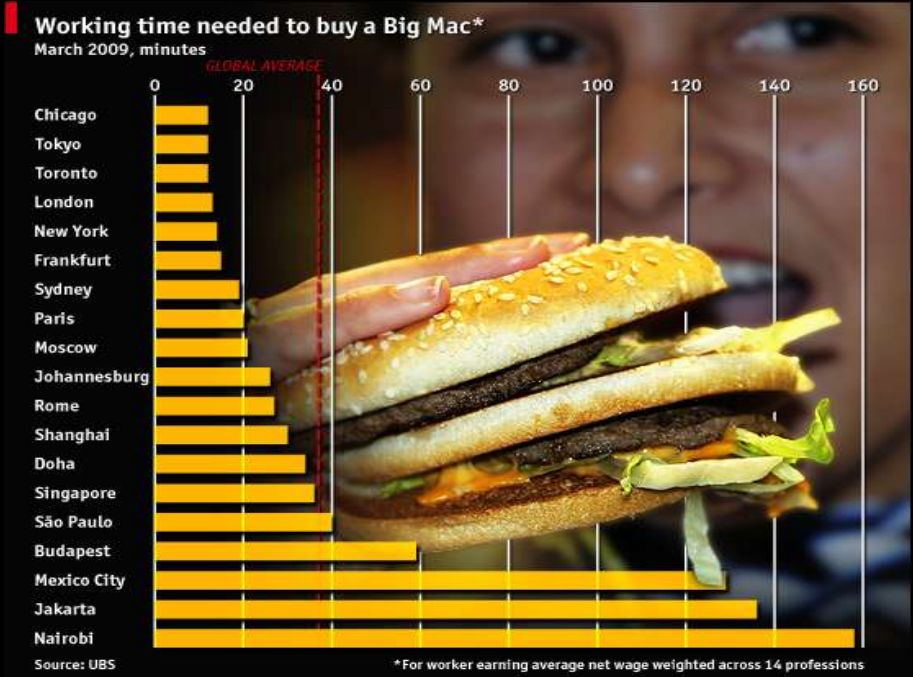 Working time needed to buy a Big Mac*
March 2009, minutes
GLOBAL AVERAGE
0 20 40 60 80 100 120 140 160
Chicago
Tokyo
Toronto
London
New York
Frankfurt
Sydney
Paris
Moscow
Johannesburg
Rome
Shanghai
Doha
Singapore
São Paulo
Budapest
Mexico City
Jakarta
Nairobi
Source: UBS *For worker earning average net wage weighted across 14 professions